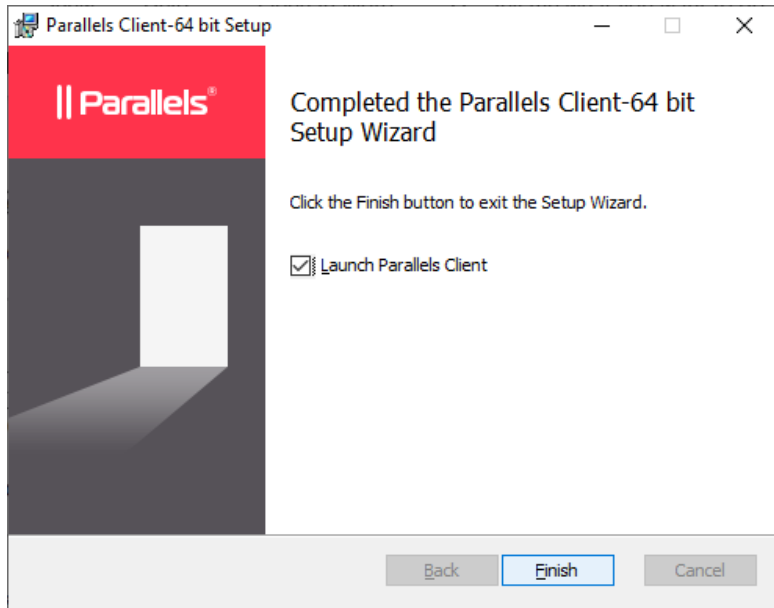 Parallels Client-64 bit Setup
Parallels®
Completed the Parallels Client-64 bit
Setup Wizard
Click the Finish button to exit the Setup Wizard.
Launch Parallels Client
Back
Finish
Cancel